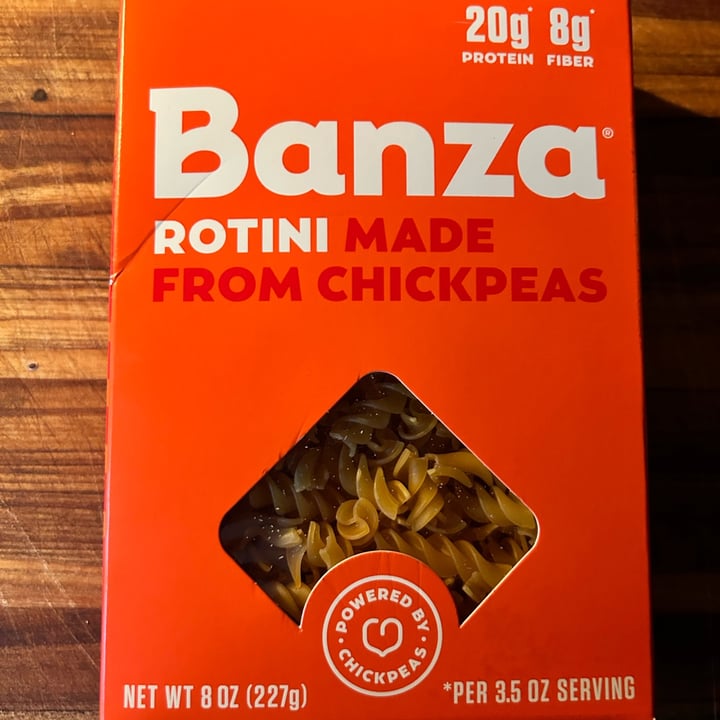 20g* 8g*
PROTEIN FIBER
Banza®
ROTINI MADE
FROM CHICKPEAS
POWERED BY
· CHICKPEAS ·
NET WT 8 OZ (227g)
*PER 3.5 OZ SERVING